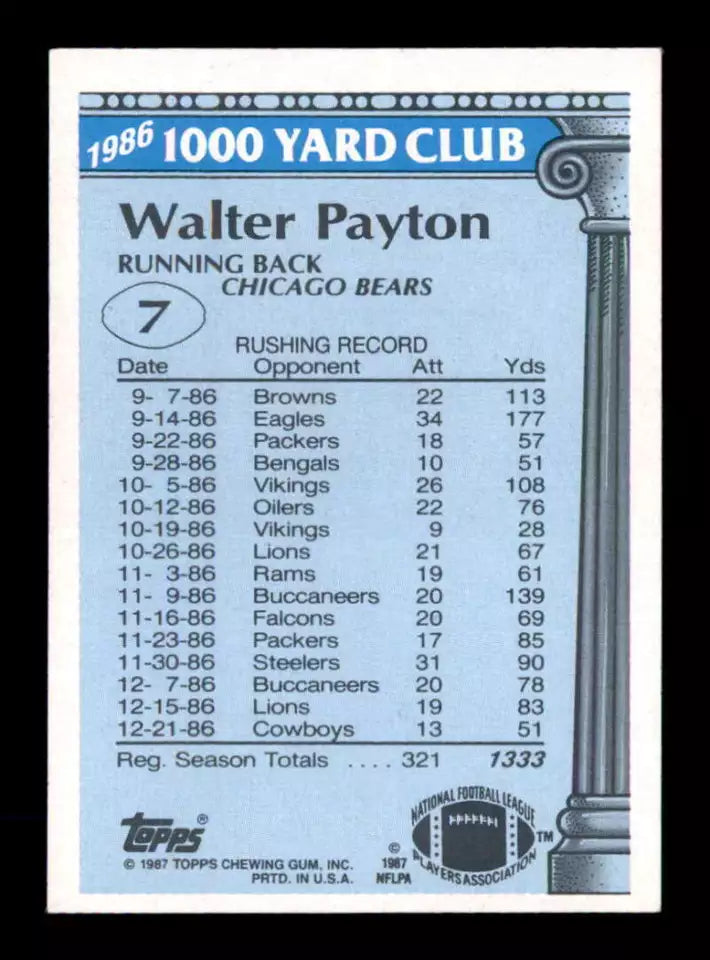 1986 1000 YARD CLUB
Walter Payton
RUNNING BACK
CHICAGO BEARS
7
RUSHING RECORD
Date Opponent Att Yds
9- 7-86 Browns 22 113
9-14-86 Eagles 34 177
9-22-86 Packers 18 57
9-28-86 Bengals 10 51
10- 5-86 Vikings 26 108
10-12-86 Oilers 22 76
10-19-86 Vikings 9 28
10-26-86 Lions 21 67
11- 3-86 Rams 19 61
11- 9-86 Buccaneers 20 139
11-16-86 Falcons 20 69
11-23-86 Packers 17 85
11-30-86 Steelers 31 90
12- 7-86 Buccaneers 20 78
12-15-86 Lions 19 83
12-21-86 Cowboys 13 51
Reg. Season Totals .... 321 1333
Topps®
© 1987 TOPPS CHEWING GUM, INC.
PRTD. IN U.S.A.
© 1987 NFLPA
NATIONAL FOOTBALL LEAGUE
PLAYERS ASSOCIATION ™